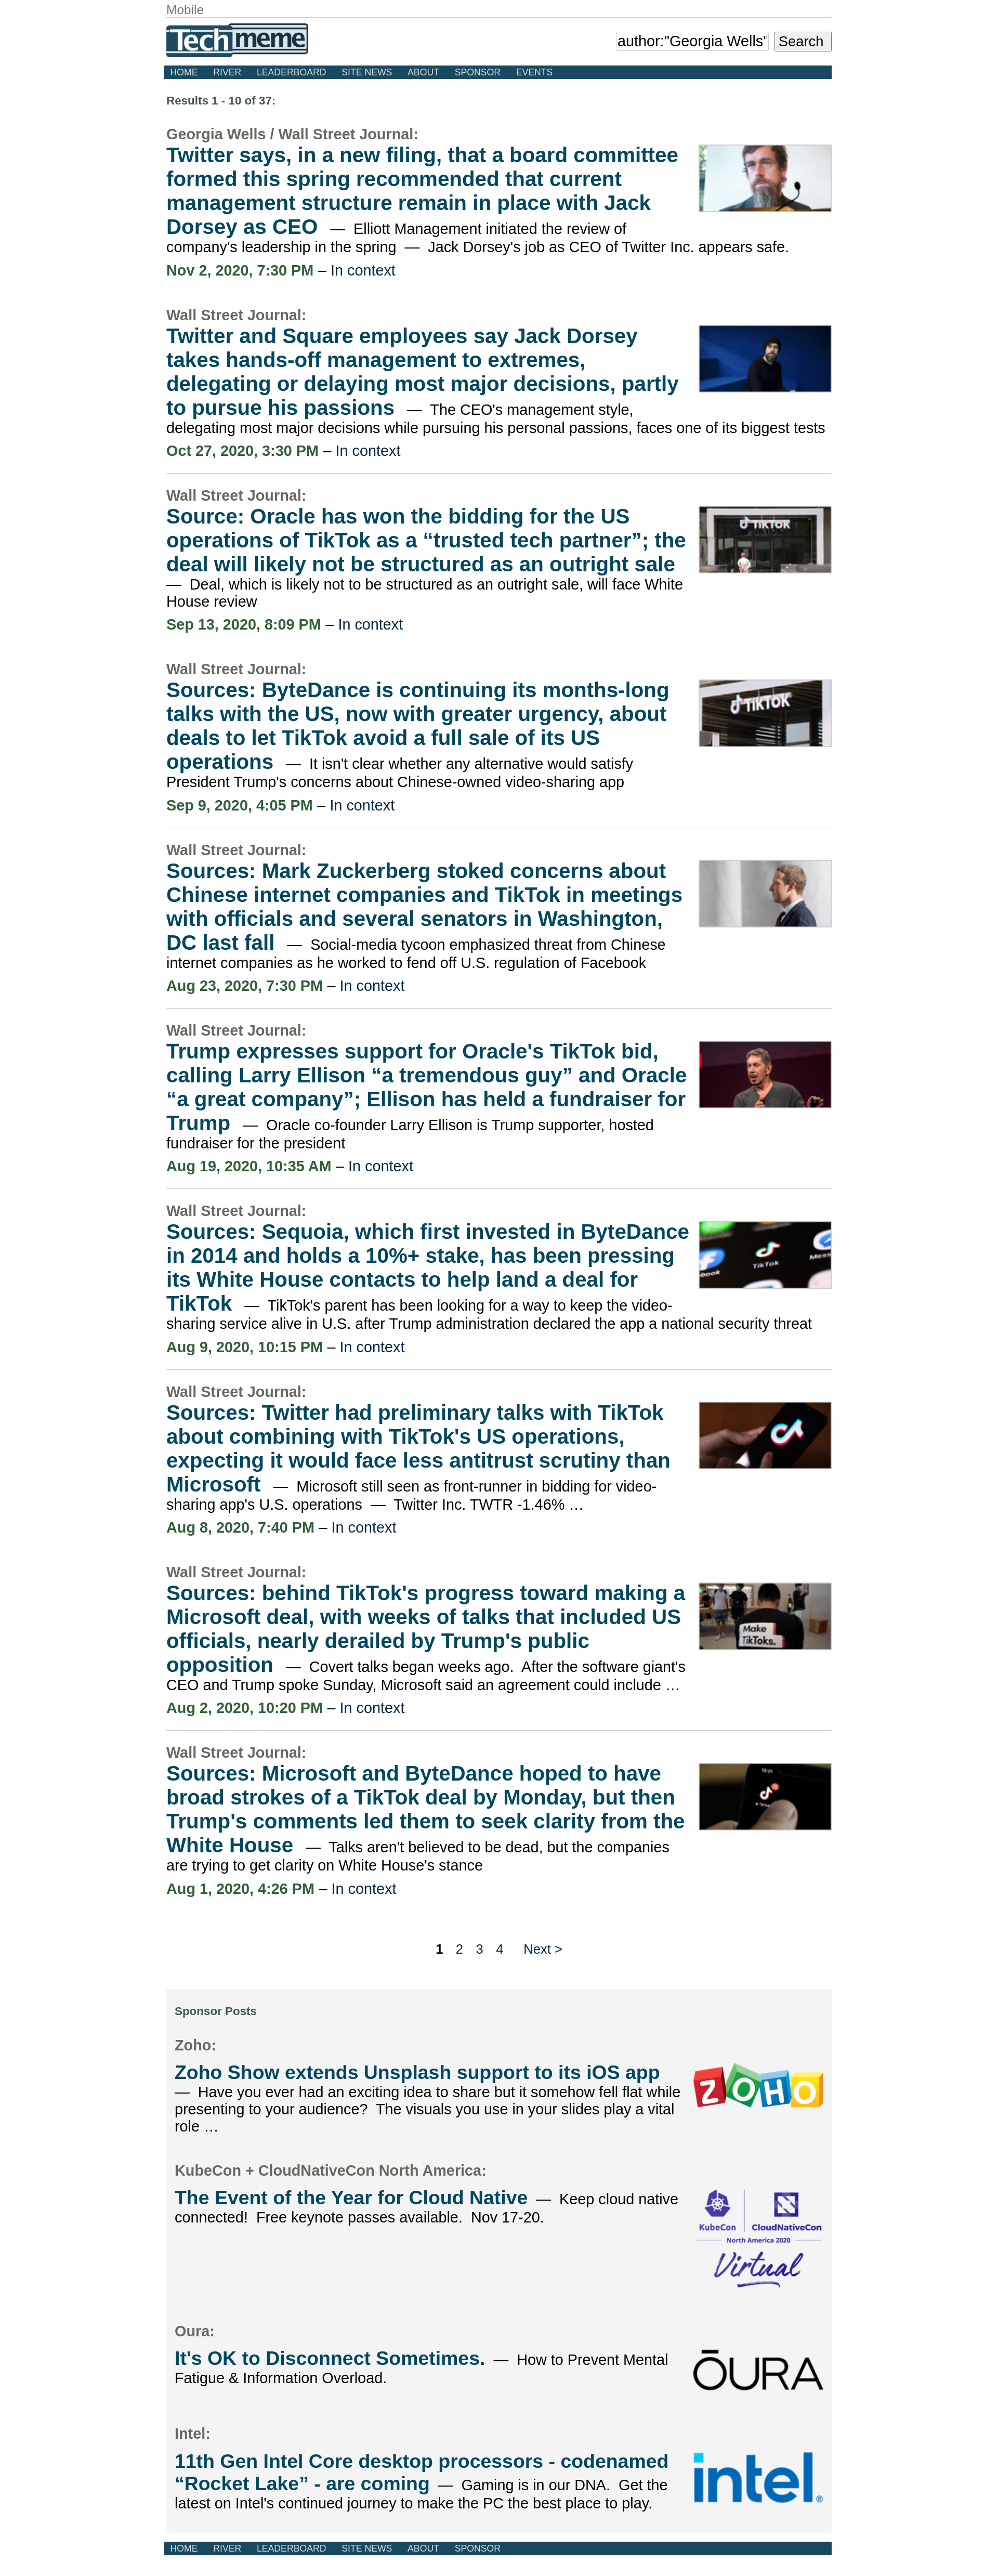 Mobile
Techmeme
author:"Georgia Wells" Search
HOME RIVER LEADERBOARD SITE NEWS ABOUT SPONSOR EVENTS
Results 1 - 10 of 37:
Georgia Wells / Wall Street Journal:
Twitter says, in a new filing, that a board committee
formed this spring recommended that current
management structure remain in place with Jack
Dorsey as CEO — Elliott Management initiated the review of
company's leadership in the spring — Jack Dorsey's job as CEO of Twitter Inc. appears safe.
Nov 2, 2020, 7:30 PM – In context
Wall Street Journal:
Twitter and Square employees say Jack Dorsey
takes hands-off management to extremes,
delegating or delaying most major decisions, partly
to pursue his passions — The CEO's management style,
delegating most major decisions while pursuing his personal passions, faces one of its biggest tests
Oct 27, 2020, 3:30 PM – In context
Wall Street Journal:
Source: Oracle has won the bidding for the US
operations of TikTok as a “trusted tech partner”; the
deal will likely not be structured as an outright sale
— Deal, which is likely not to be structured as an outright sale, will face White
House review
TIKTOK
Sep 13, 2020, 8:09 PM – In context
Wall Street Journal:
Sources: ByteDance is continuing its months-long
talks with the US, now with greater urgency, about
deals to let TikTok avoid a full sale of its US
operations — It isn't clear whether any alternative would satisfy
President Trump's concerns about Chinese-owned video-sharing app
TIKTOK
Sep 9, 2020, 4:05 PM – In context
Wall Street Journal:
Sources: Mark Zuckerberg stoked concerns about
Chinese internet companies and TikTok in meetings
with officials and several senators in Washington,
DC last fall — Social-media tycoon emphasized threat from Chinese
internet companies as he worked to fend off U.S. regulation of Facebook
Aug 23, 2020, 7:30 PM – In context
Wall Street Journal:
Trump expresses support for Oracle's TikTok bid,
calling Larry Ellison “a tremendous guy” and Oracle
“a great company”; Ellison has held a fundraiser for
Trump — Oracle co-founder Larry Ellison is Trump supporter, hosted
fundraiser for the president
Aug 19, 2020, 10:35 AM – In context
Wall Street Journal:
Sources: Sequoia, which first invested in ByteDance
in 2014 and holds a 10%+ stake, has been pressing
its White House contacts to help land a deal for
TikTok — TikTok's parent has been looking for a way to keep the video-
sharing service alive in U.S. after Trump administration declared the app a national security threat
book TikTok Mess
Aug 9, 2020, 10:15 PM – In context
Wall Street Journal:
Sources: Twitter had preliminary talks with TikTok
about combining with TikTok's US operations,
expecting it would face less antitrust scrutiny than
Microsoft — Microsoft still seen as front-runner in bidding for video-
sharing app's U.S. operations — Twitter Inc. TWTR -1.46% …
Aug 8, 2020, 7:40 PM – In context
Wall Street Journal:
Sources: behind TikTok's progress toward making a
Microsoft deal, with weeks of talks that included US
officials, nearly derailed by Trump's public
opposition — Covert talks began weeks ago. After the software giant's
CEO and Trump spoke Sunday, Microsoft said an agreement could include …
Make
TikToks.
Aug 2, 2020, 10:20 PM – In context
Wall Street Journal:
Sources: Microsoft and ByteDance hoped to have
broad strokes of a TikTok deal by Monday, but then
Trump's comments led them to seek clarity from the
White House — Talks aren't believed to be dead, but the companies
are trying to get clarity on White House's stance
Aug 1, 2020, 4:26 PM – In context
1 2 3 4 Next >
Sponsor Posts
Zoho:
Zoho Show extends Unsplash support to its iOS app
— Have you ever had an exciting idea to share but it somehow fell flat while
presenting to your audience? The visuals you use in your slides play a vital
role …
ZOHO
KubeCon + CloudNativeCon North America:
The Event of the Year for Cloud Native — Keep cloud native
connected! Free keynote passes available. Nov 17-20.
KubeCon CloudNativeCon
North America 2020
Virtual
Oura:
It's OK to Disconnect Sometimes. — How to Prevent Mental
Fatigue & Information Overload.
ŌURA
Intel:
11th Gen Intel Core desktop processors - codenamed
“Rocket Lake” - are coming — Gaming is in our DNA. Get the
latest on Intel's continued journey to make the PC the best place to play.
intel®
HOME RIVER LEADERBOARD SITE NEWS ABOUT SPONSOR